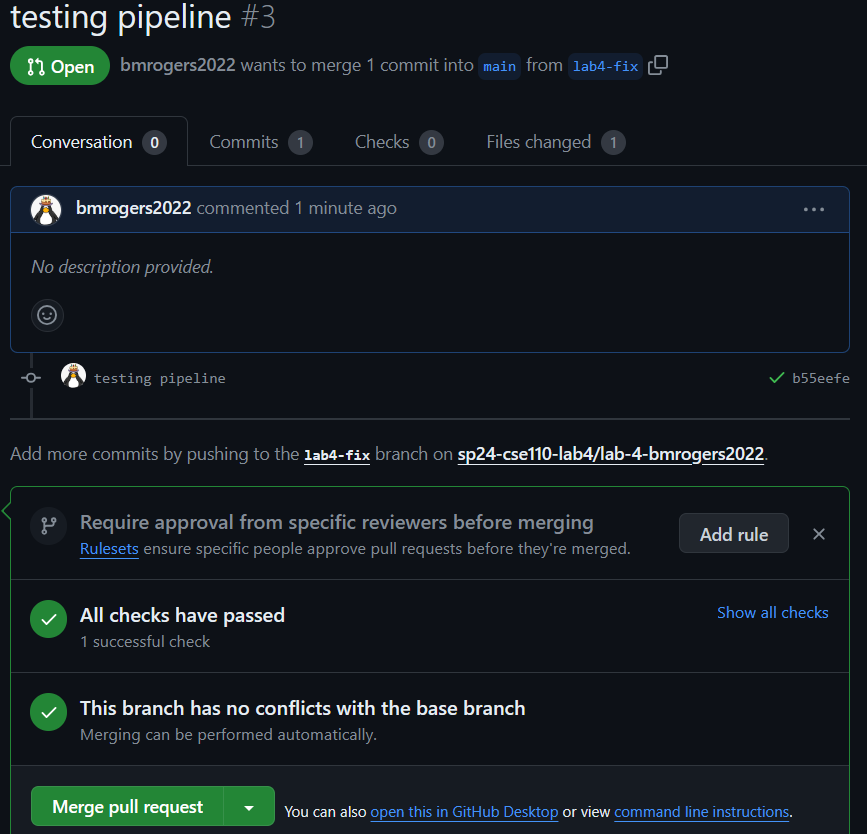 testing pipeline #3
Open bmrogers2022 wants to merge 1 commit into main from lab4-fix
Conversation 0 Commits 1 Checks 0 Files changed 1
bmrogers2022 commented 1 minute ago
No description provided.
testing pipeline b55eefe
Add more commits by pushing to the lab4-fix branch on sp24-cse110-lab4/lab-4-bmrogers2022.
Require approval from specific reviewers before merging
Rulesets ensure specific people approve pull requests before they're merged.
Add rule
All checks have passed
1 successful check
Show all checks
This branch has no conflicts with the base branch
Merging can be performed automatically.
Merge pull request You can also open this in GitHub Desktop or view command line instructions.